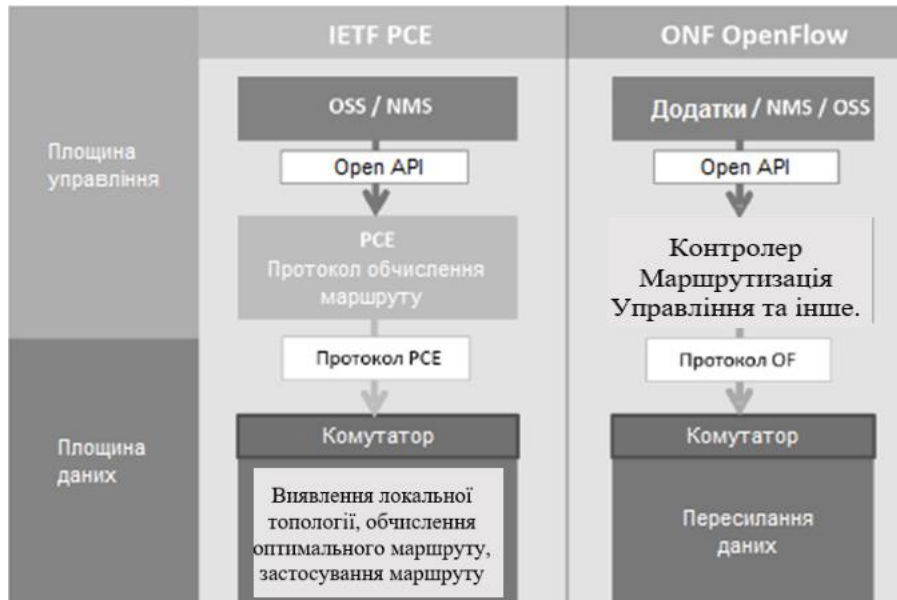 IETF PCE
ONF OpenFlow
Площина
управління
OSS / NMS
Open API
PCE
Протокол обчислення
маршруту
Протокол PCE
Додатки / NMS / OSS
Open API
Контролер
Маршрутизація
Управління та інше.
Протокол OF
Площина
даних
Комутатор
Виявлення локальної
топології, обчислення
оптимального маршруту,
застосування маршруту
Комутатор
Пересилання
даних